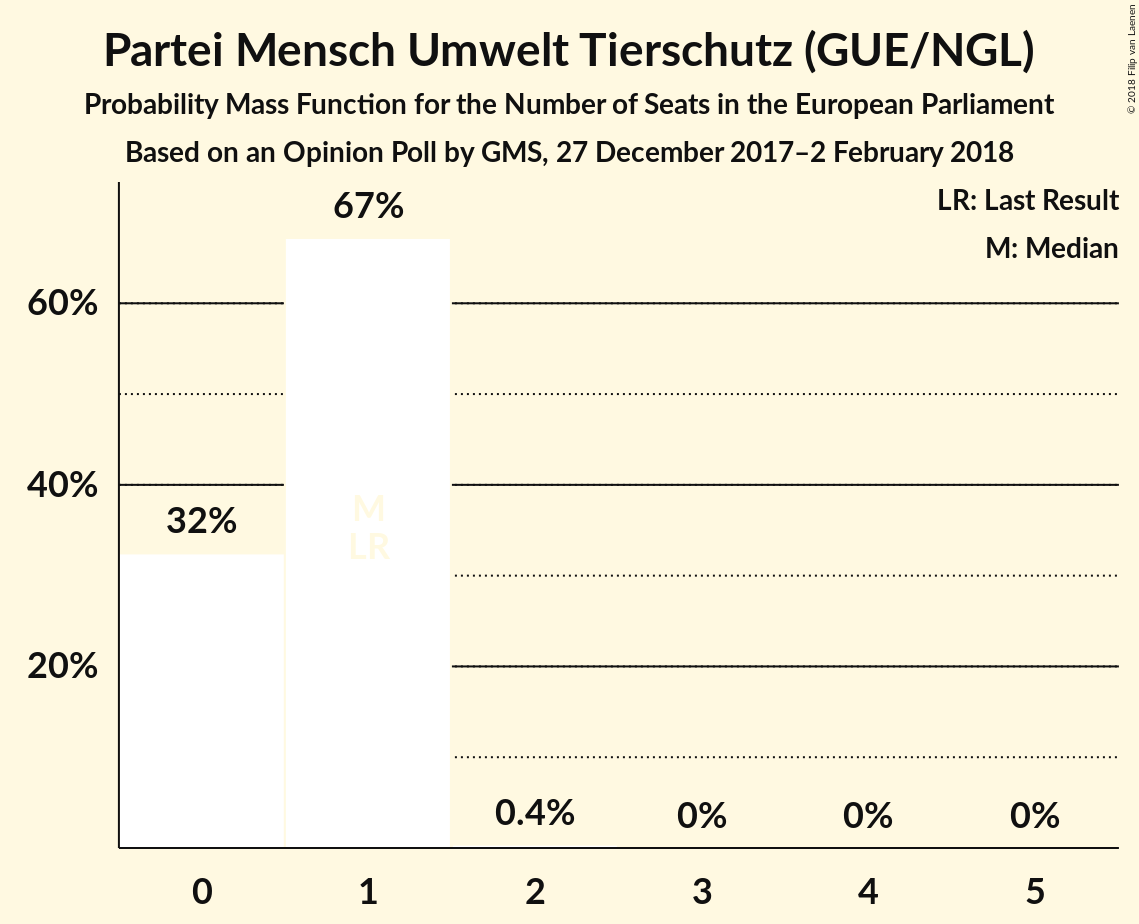 Partei Mensch Umwelt Tierschutz (GUE/NGL)
Probability Mass Function for the Number of Seats in the European Parliament
Based on an Opinion Poll by GMS, 27 December 2017–2 February 2018
© 2018 Filip van Laenen
LR: Last Result
M: Median
67%
60%
40%
32%
M
LR
20%
0.4%
0%
0%
0%
0 1 2 3 4 5